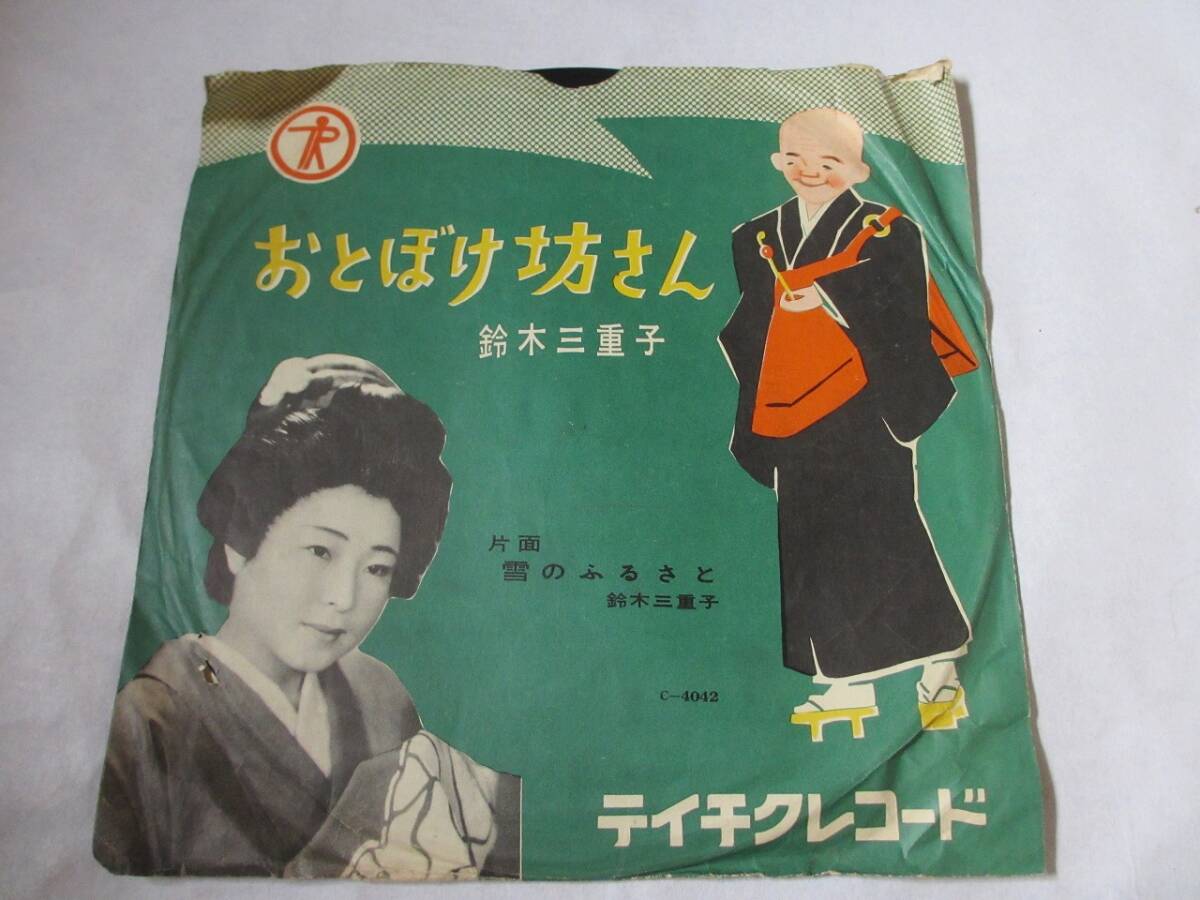 おとぼけ坊さん
鈴木三重子
片面
雪のふるさと
鈴木三重子
C-4042
テイチクレコード